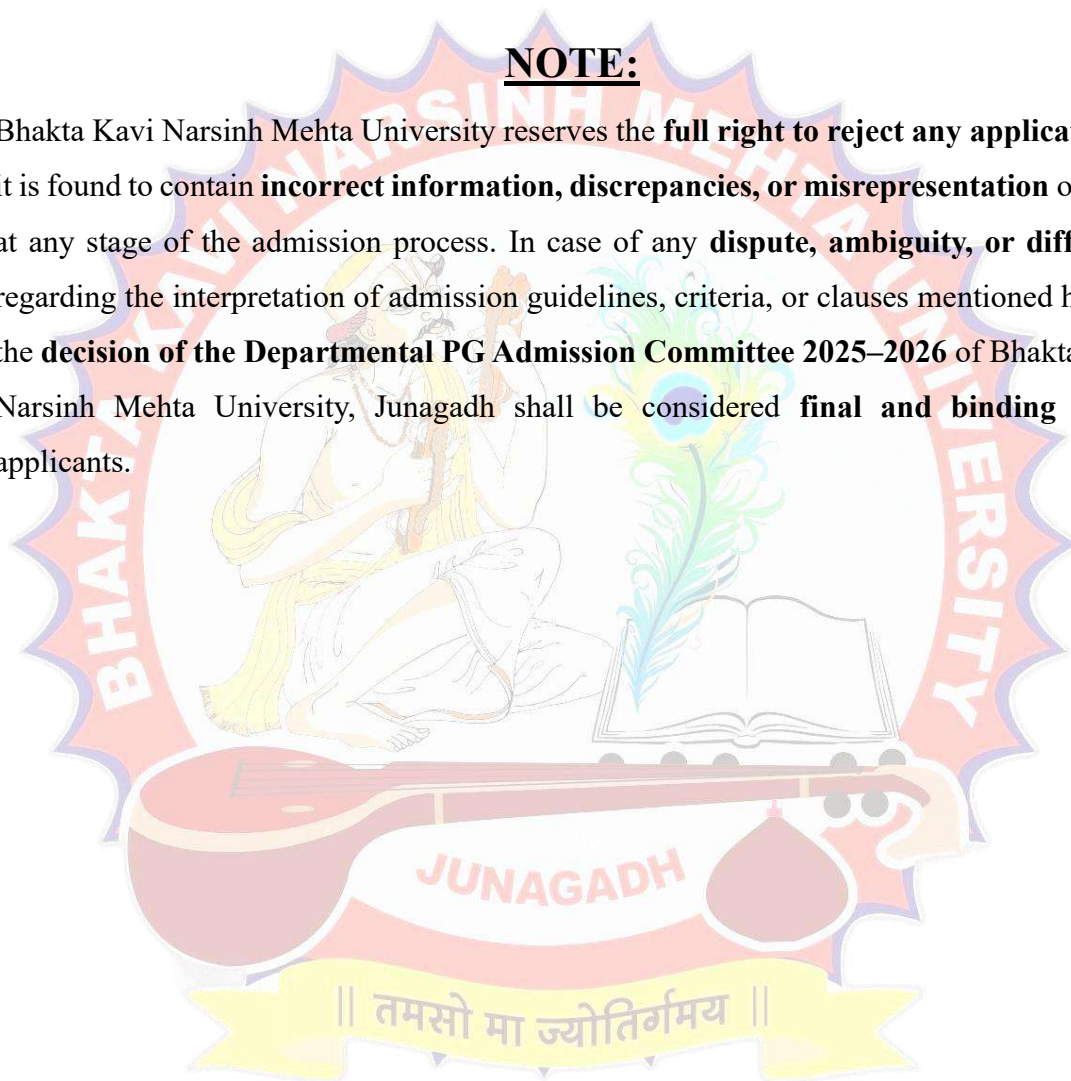 NOTE:
Bhakta Kavi Narsinh Mehta University reserves the full right to reject any applicat
it is found to contain incorrect information, discrepancies, or misrepresentation o
at any stage of the admission process. In case of any dispute, ambiguity, or diff
regarding the interpretation of admission guidelines, criteria, or clauses mentioned h
the decision of the Departmental PG Admission Committee 2025–2026 of Bhakta
Narsinh Mehta University, Junagadh shall be considered final and binding
applicants.
BHAKTA KAVI NARSINH MEHTA UNIVERSITY
JUNAGADH
|| तमसो मा ज्योतिर्गमय ||